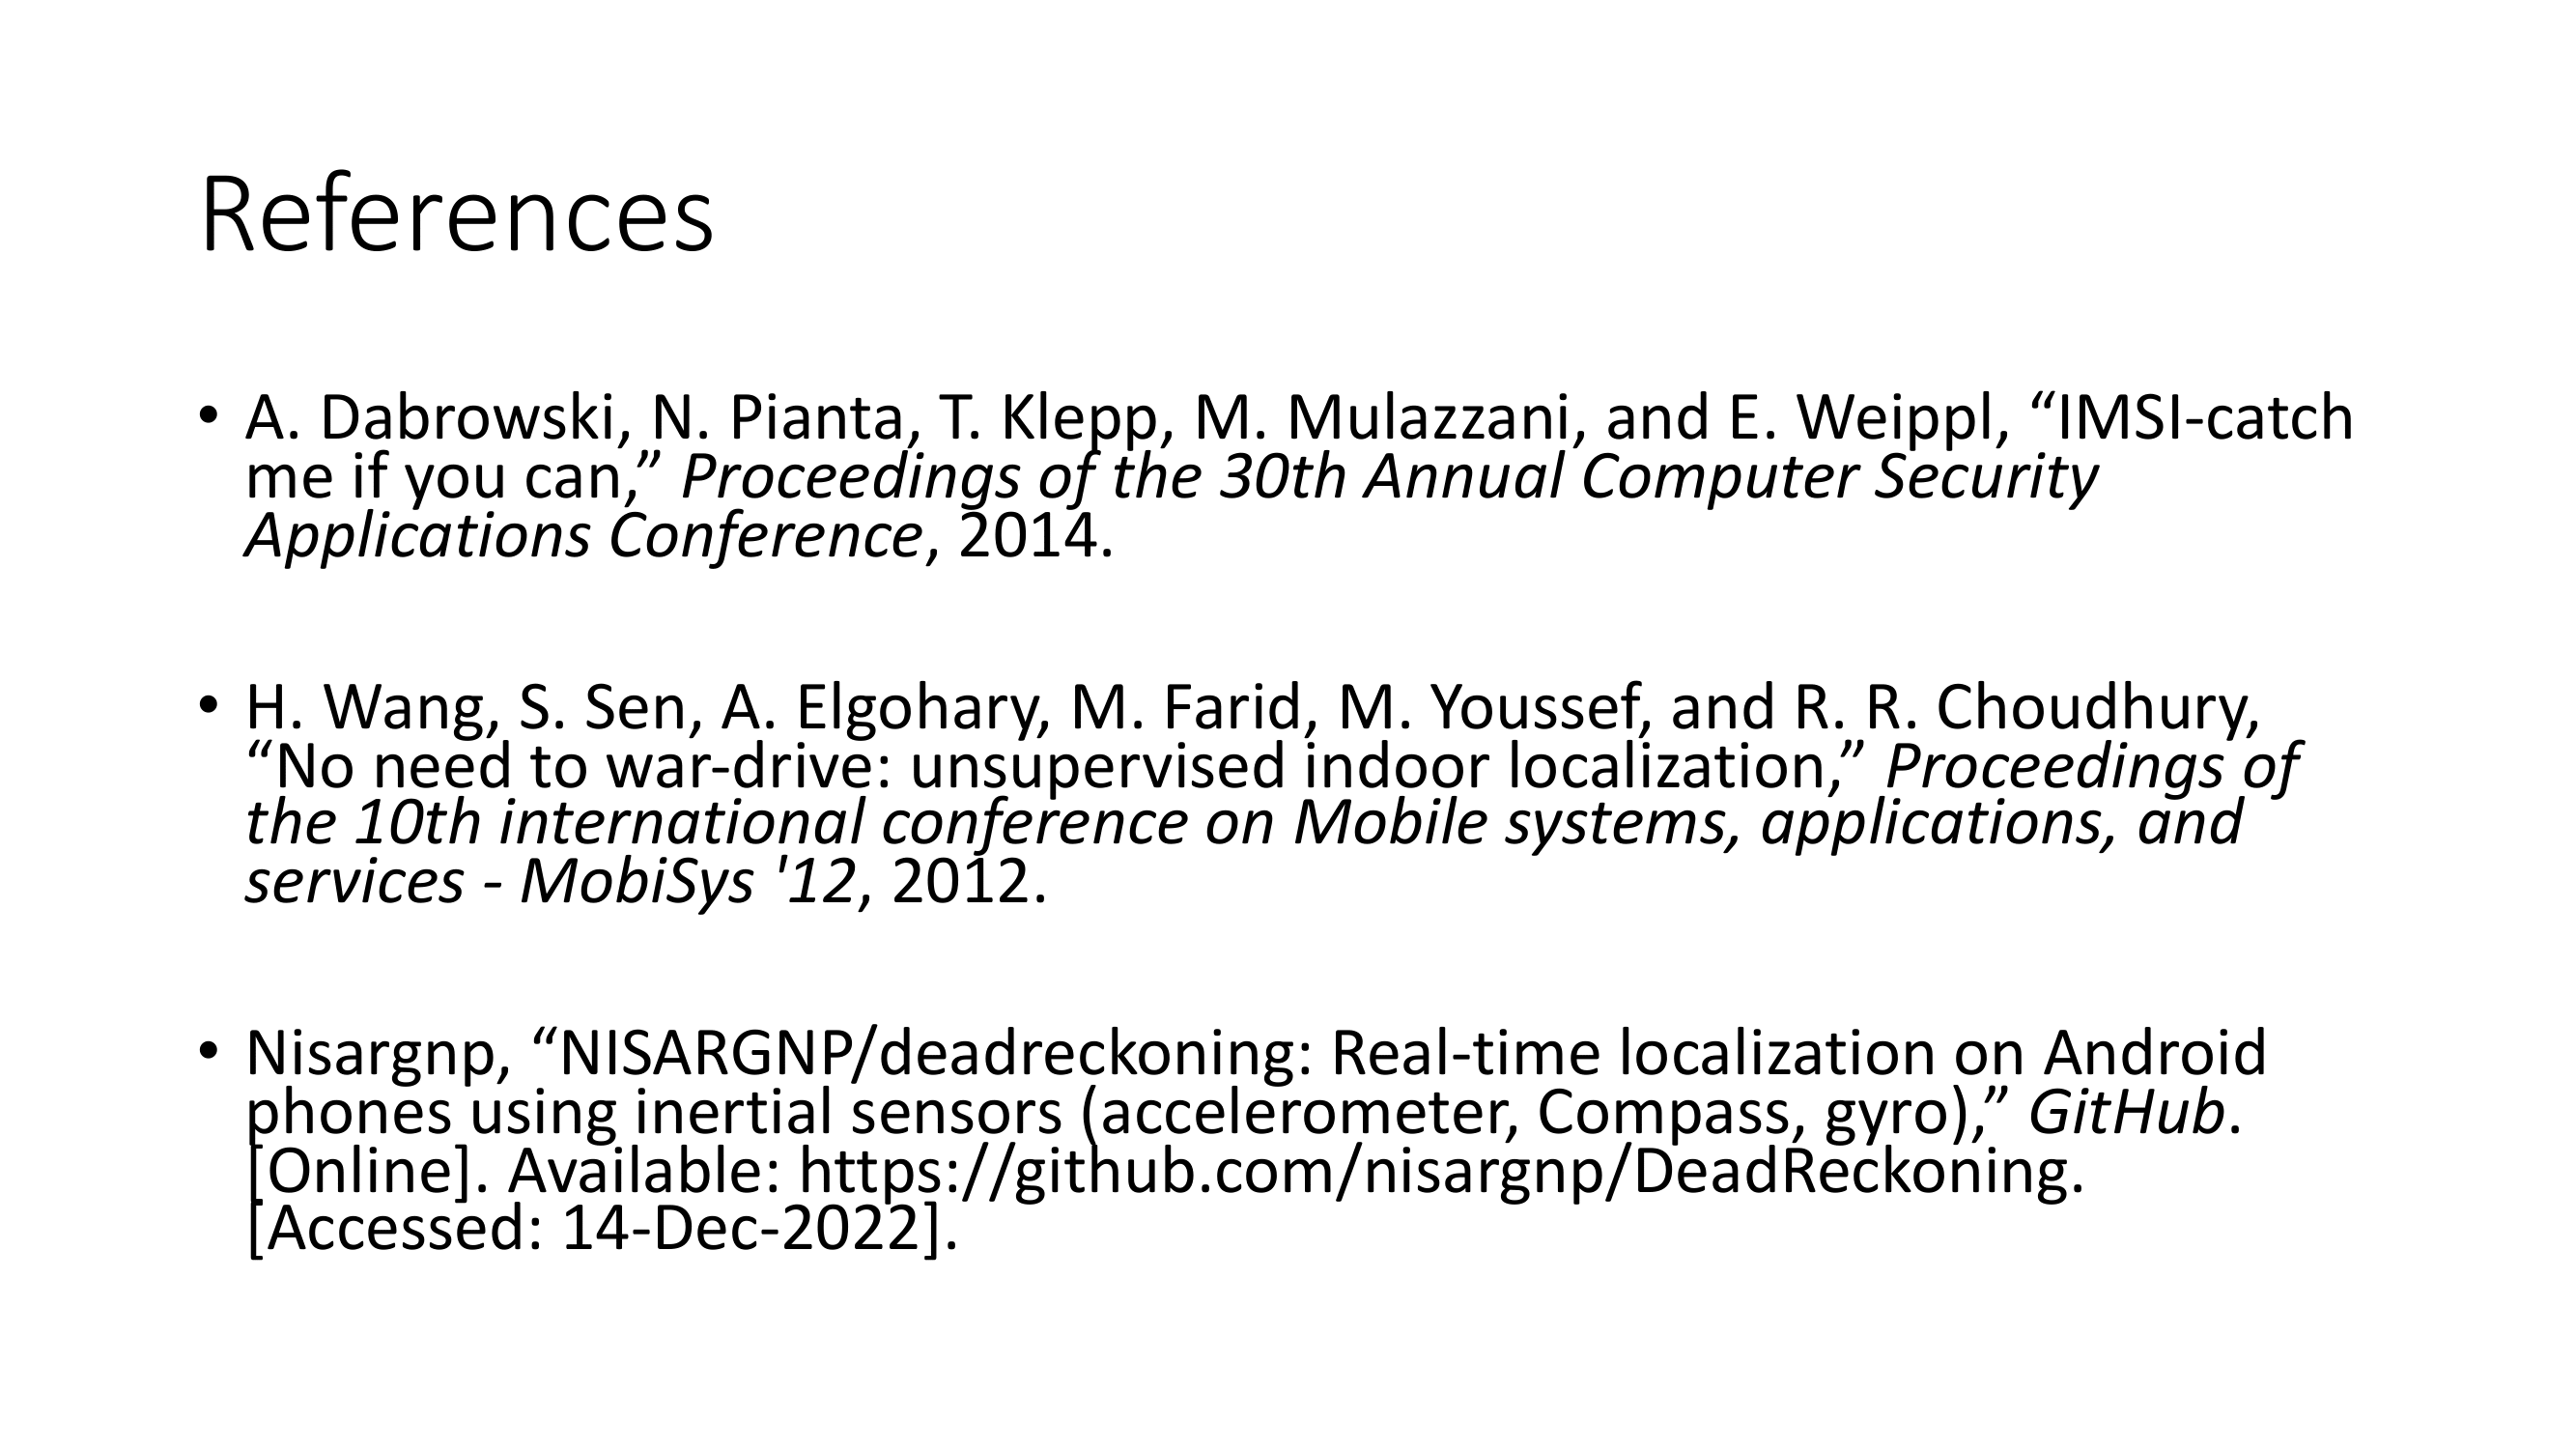 References
• A. Dabrowski, N. Pianta, T. Klepp, M. Mulazzani, and E. Weippl, “IMSI-catch
me if you can,” Proceedings of the 30th Annual Computer Security
Applications Conference, 2014.
• H. Wang, S. Sen, A. Elgohary, M. Farid, M. Youssef, and R. R. Choudhury,
“No need to war-drive: unsupervised indoor localization,” Proceedings of
the 10th international conference on Mobile systems, applications, and
services - MobiSys '12, 2012.
• Nisargnp, “NISARGNP/deadreckoning: Real-time localization on Android
phones using inertial sensors (accelerometer, Compass, gyro),” GitHub.
[Online]. Available: https://github.com/nisargnp/DeadReckoning.
[Accessed: 14-Dec-2022].